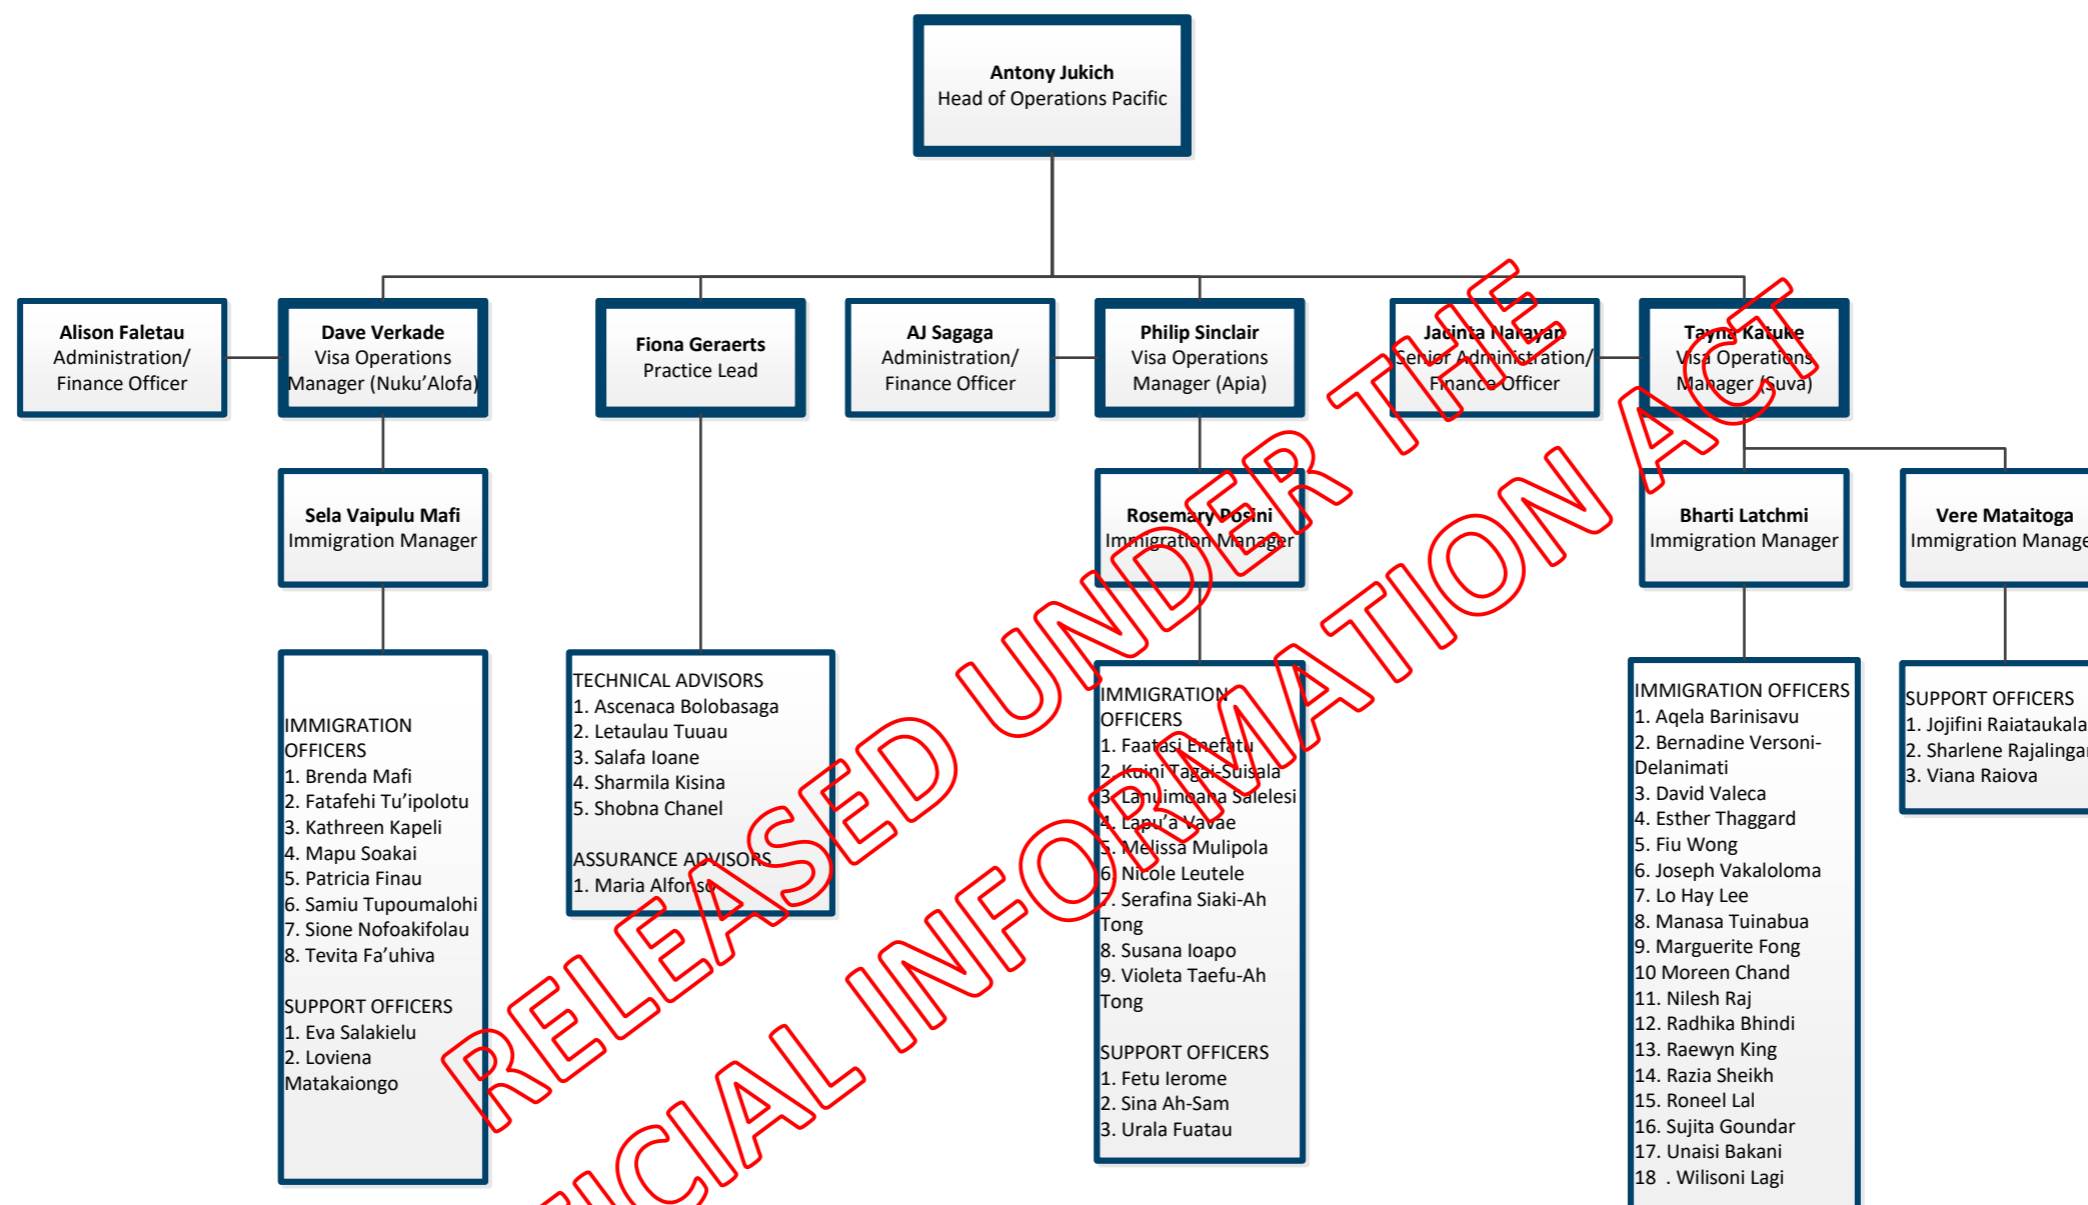 Antony Jukich
Head of Operations Pacific
Alison Faletau
Administration/
Finance Officer
Dave Verkade
Visa Operations
Manager (Nuku’Alofa)
Fiona Geraerts
Practice Lead
AJ Sagaga
Administration/
Finance Officer
Philip Sinclair
Visa Operations
Manager (Apia)
Jacinta Narayan
Senior Administration/
Finance Officer
Tayna Katuke
Visa Operations
Manager (Suva)
Sela Vaipulu Mafi
Immigration Manager
Rosemary Posini
Immigration Manager
Bharti Latchmi
Immigration Manager
Vere Mataitoga
Immigration Manage
IMMIGRATION
OFFICERS
1. Brenda Mafi
2. Fatafehi Tu’ipolotu
3. Kathreen Kapeli
4. Mapu Soakai
5. Patricia Finau
6. Samiu Tupoumalohi
7. Sione Nofoakifolau
8. Tevita Fa’uhiva
SUPPORT OFFICERS
1. Eva Salakielu
2. Loviena
Matakaiongo
TECHNICAL ADVISORS
1. Ascenaca Bolobasaga
2. Letaulau Tuuau
3. Salafa Ioane
4. Sharmila Kisina
5. Shobna Chanel
ASSURANCE ADVISORS
1. Maria Alfonso
IMMIGRATION
OFFICERS
1. Faatasi Enefatu
2. Kuini Tagai-Suisala
3. Lanuimoana Salelesi
4. Lapu’a Vavae
5. Melissa Mulipola
6. Nicole Leutele
7. Serafina Siaki-Ah
Tong
8. Susana Ioapo
9. Violeta Taefu-Ah
Tong
SUPPORT OFFICERS
1. Fetu Ierome
2. Sina Ah-Sam
3. Urala Fuatau
IMMIGRATION OFFICERS
1. Aqela Barinisavu
2. Bernadine Versoni-
Delanimati
3. David Valeca
4. Esther Thaggard
5. Fiu Wong
6. Joseph Vakaloloma
7. Lo Hay Lee
8. Manasa Tuinabua
9. Marguerite Fong
10 Moreen Chand
11. Nilesh Raj
12. Radhika Bhindi
13. Raewyn King
14. Razia Sheikh
15. Roneel Lal
16. Sujita Goundar
17. Unaisi Bakani
18 . Wilisoni Lagi
SUPPORT OFFICERS
1. Jojifini Raiataukala
2. Sharlene Rajalingar
3. Viana Raiova
RELEASED UNDER THE
FICIAL INFORMATION ACT